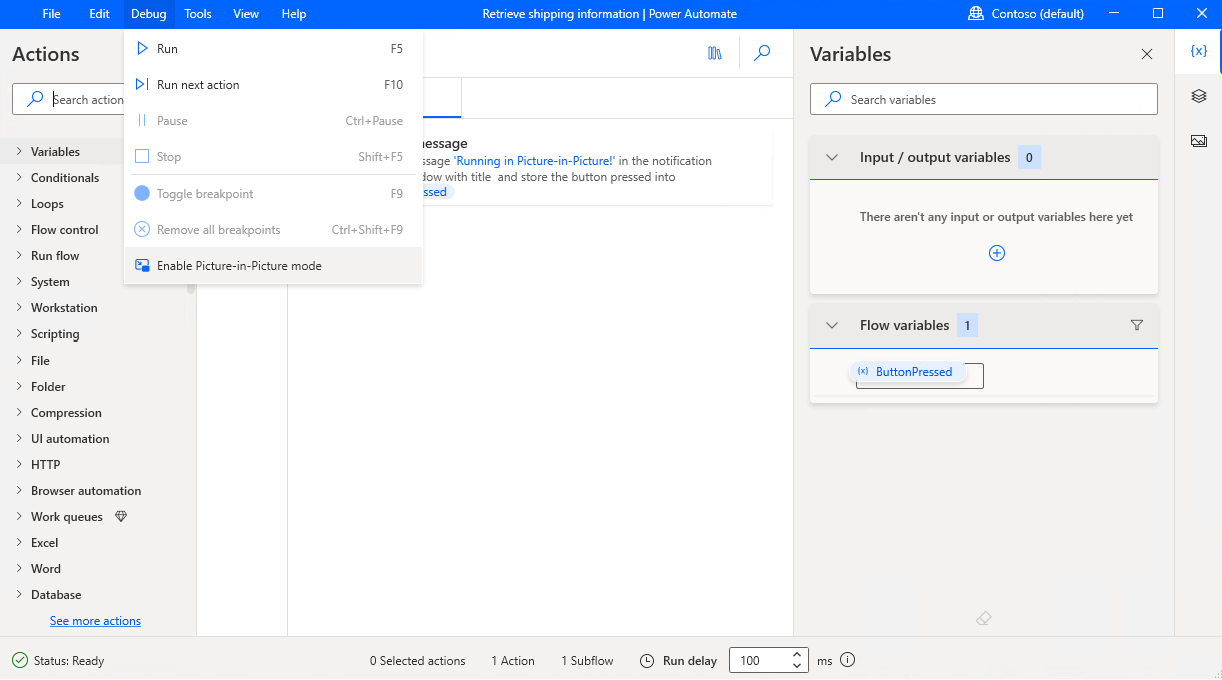 File Edit Debug Tools View Help Retrieve shipping information | Power Automate Contoso (default)
Actions
Search action
Variables
Conditionals
Loops
Flow control
Run flow
System
Workstation
Scripting
File
Folder
Compression
UI automation
HTTP
Browser automation
Work queues
Excel
Word
Database
See more actions
Run F5
Run next action F10
Pause Ctrl+Pause
Stop Shift+F5
Toggle breakpoint F9
Remove all breakpoints Ctrl+Shift+F9
Enable Picture-in-Picture mode
essage
ssage 'Running in Picture-in-Picture!' in the notification
dow with title and store the button pressed into
ssed
Variables
{x}
Search variables
Input / output variables 0
There aren't any input or output variables here yet
Flow variables 1
(x) ButtonPressed
Status: Ready 0 Selected actions 1 Action 1 Subflow Run delay 100 ms